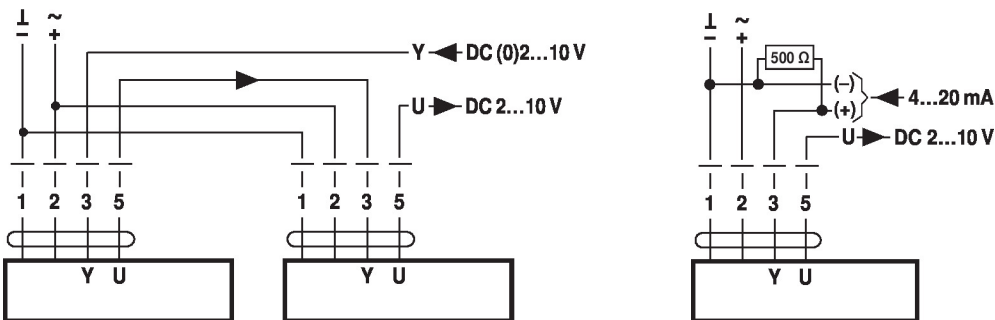 ⊥ ~
– +
Y DC (0)2...10 V
U DC 2...10 V
1 2 3 5
1 2 3 5
Y U
Y U
⊥ ~
– +
500 Ω
(–)
(+)
4...20 mA
U DC 2...10 V
1 2 3 5
Y U